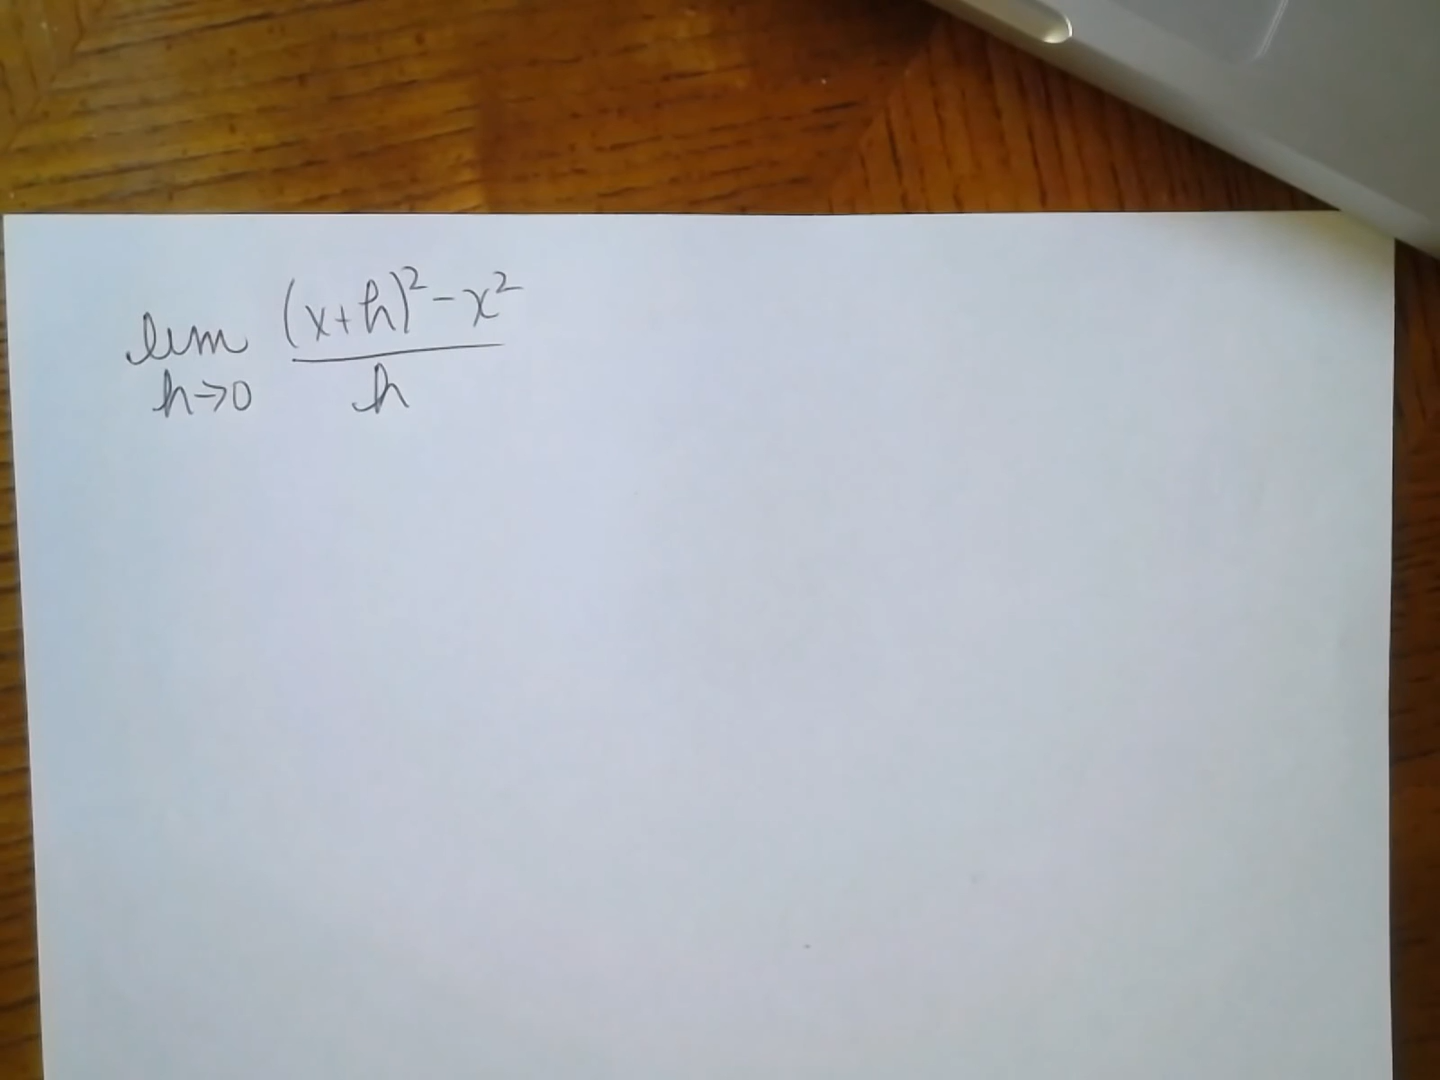 lim (x+h)² - x²
h→0 h